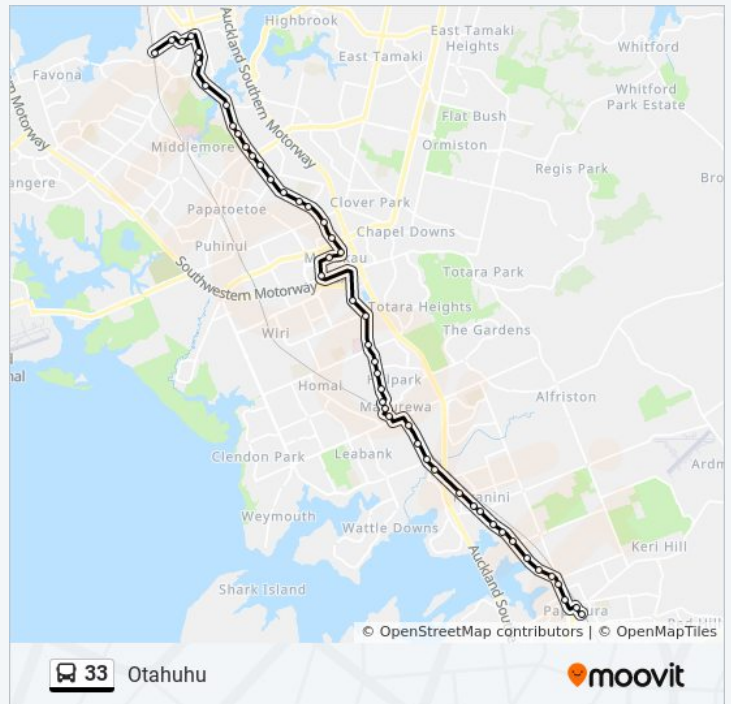 Highbrook
Auckland Southern Motorway
East Tamaki
Heights
East Tamaki
Whitford
Favona
Whitford
Park Estate
Flat Bush
Middlemore
Ormiston
Regis Park
Clover Park
Papatoetoe
Chapel Downs
Puhinui
Totara Park
Southwestern Motorway
Totara Heights
The Gardens
Wiri
Alfriston
Clendon Park
Leabank
Weymouth
Wattle Downs
Keri Hill
Shark Island
© OpenStreetMap contributors | © OpenMapTiles
33 Otahuhu
moovit